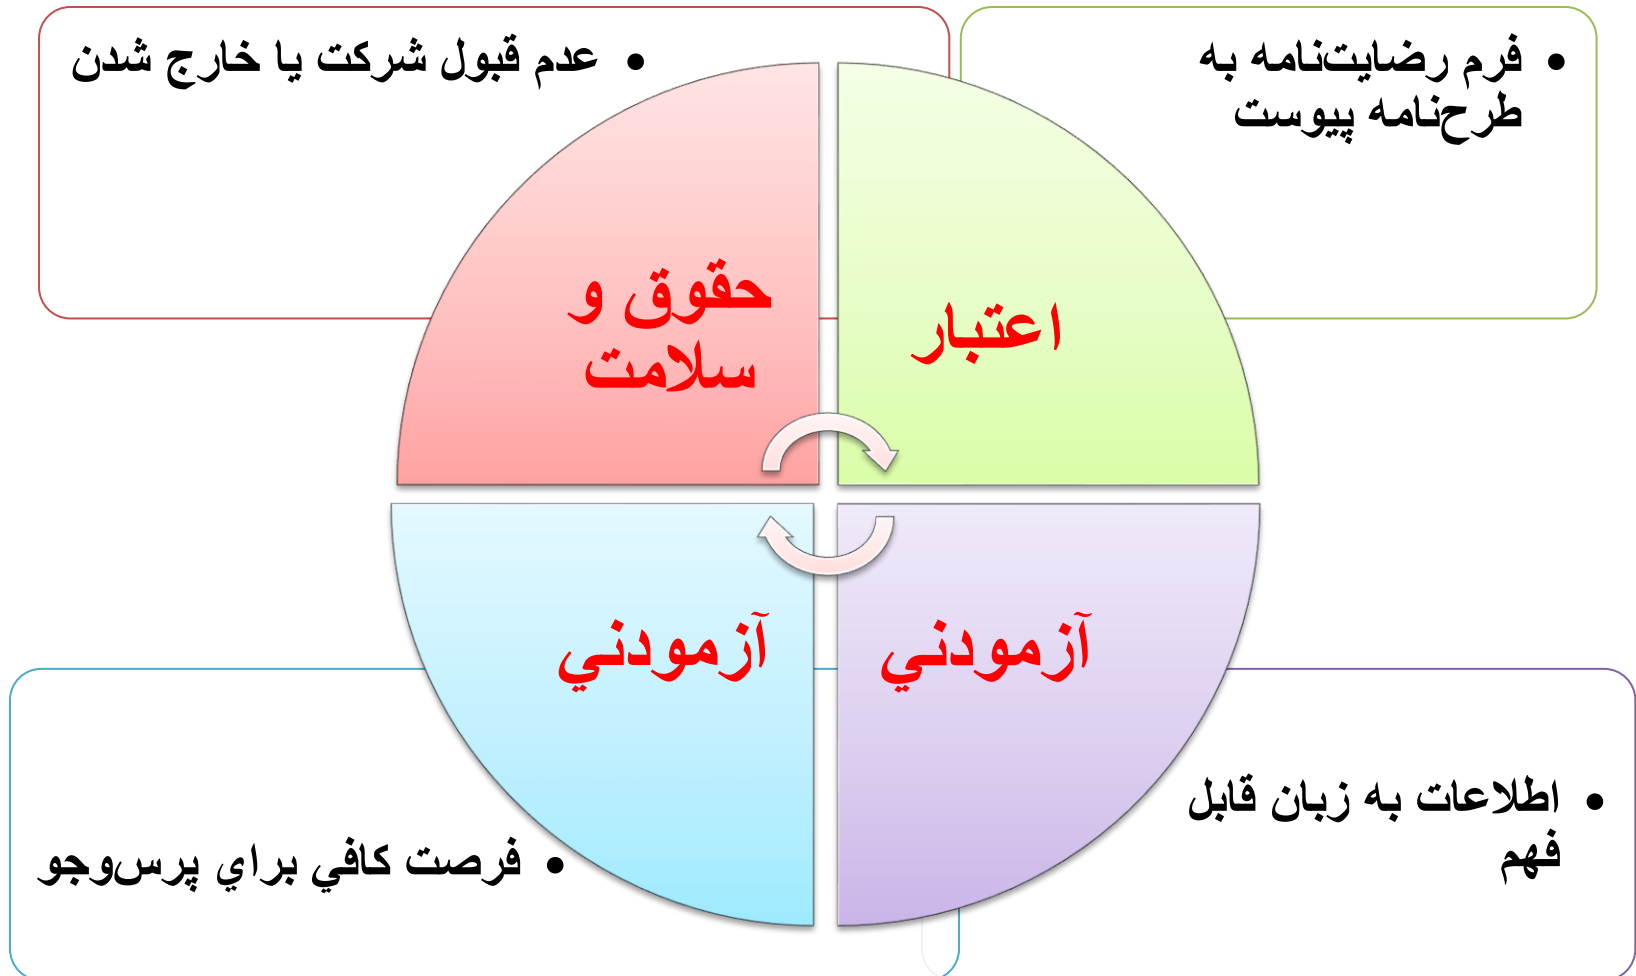 • فرم رضایت‌نامه به
طرح‌نامه پیوست
• عدم قبول شرکت یا خارج شدن
اعتبار
حقوق و
سلامت
آزمودني
آزمودني
• اطلاعات به زبان قابل
فهم
• فرصت كافي براي پرس‌وجو